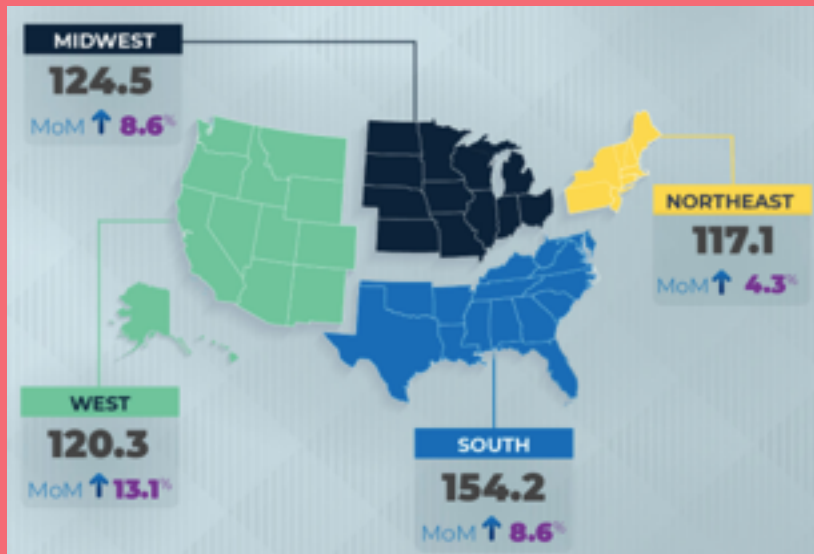 MIDWEST
124.5
MoM ↑ 8.6%
NORTHEAST
117.1
MoM ↑ 4.3%
WEST
120.3
MoM ↑ 13.1%
SOUTH
154.2
MoM ↑ 8.6%